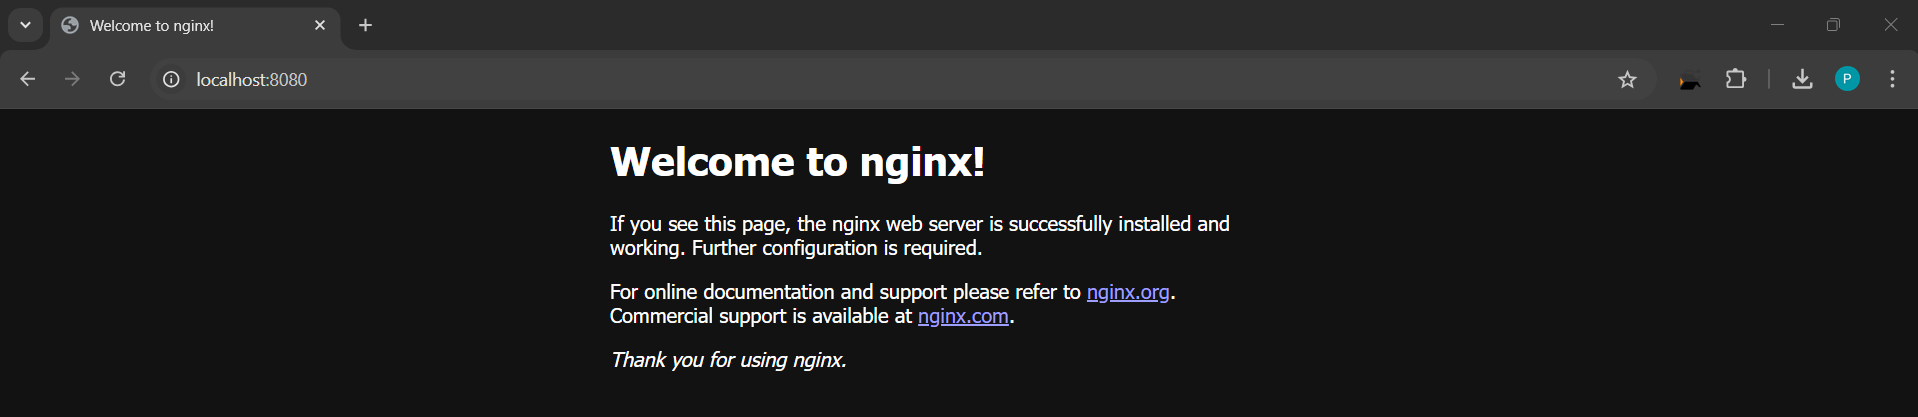 Welcome to nginx!
localhost:8080
P
Welcome to nginx!
If you see this page, the nginx web server is successfully installed and
working. Further configuration is required.
For online documentation and support please refer to nginx.org.
Commercial support is available at nginx.com.
Thank you for using nginx.